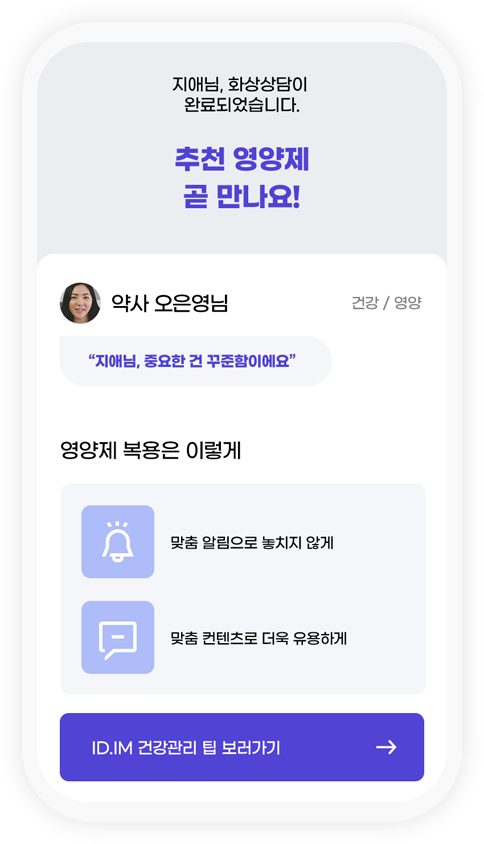 지애님, 화상상담이
완료되었습니다.
추천 영양제
곧 만나요!
약사 오은영님
건강 / 영양
“지애님, 중요한 건 꾸준함이에요”
영양제 복용은 이렇게
맞춤 알림으로 놓치지 않게
맞춤 컨텐츠로 더욱 유용하게
ID.IM 건강관리 팁 보러가기